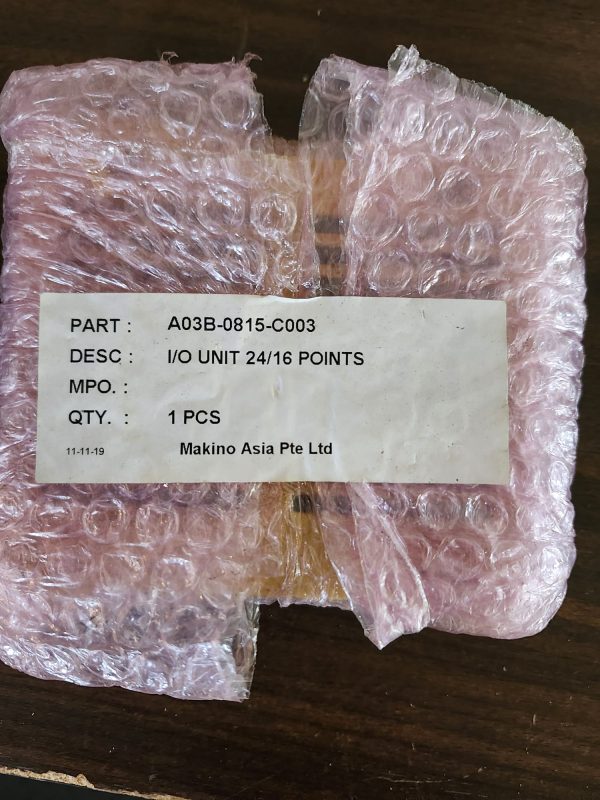 PART : A03B-0815-C003
DESC : I/O UNIT 24/16 POINTS
MPO. :
QTY. : 1 PCS
11-11-19 Makino Asia Pte Ltd